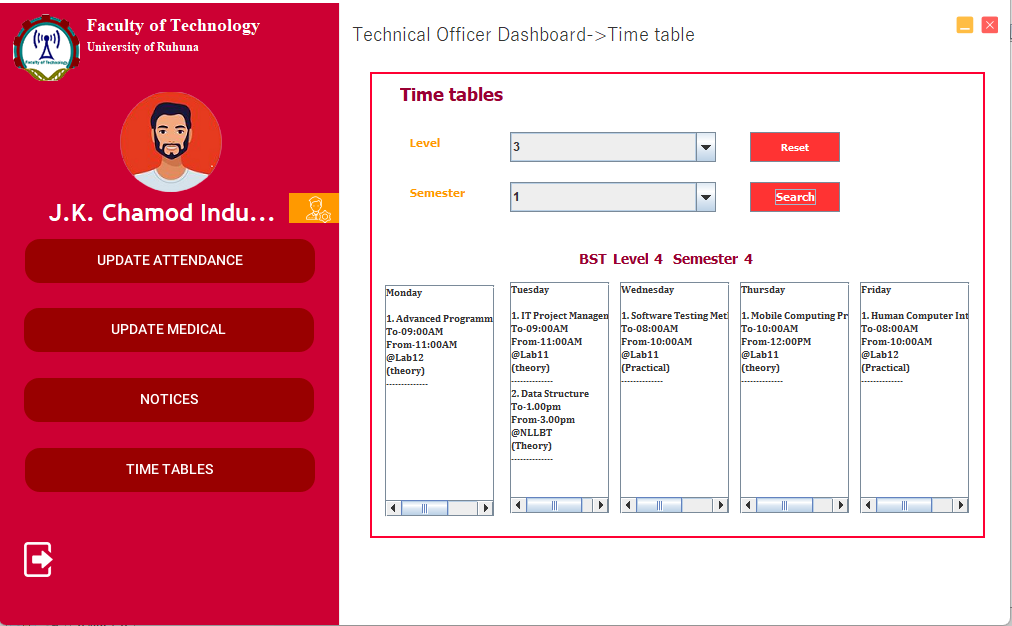 Faculty of Technology
University of Ruhuna
Faculty of Technology
J.K. Chamod Indu...
UPDATE ATTENDANCE
UPDATE MEDICAL
NOTICES
TIME TABLES
Technical Officer Dashboard->Time table
Time tables
Level
3
Reset
Semester
1
Search
BST Level 4 Semester 4
Monday
1. Advanced Programm
To-09:00AM
From-11:00AM
@Lab12
(theory)
--------------
Tuesday
1. IT Project Managen
To-09:00AM
From-11:00AM
@Lab11
(theory)
--------------
2. Data Structure
To-1.00pm
From-3.00pm
@NLLBT
(Theory)
--------------
Wednesday
1. Software Testing Met
To-08:00AM
From-10:00AM
@Lab11
(Practical)
--------------
Thursday
1. Mobile Computing Pr
To-10:00AM
From-12:00PM
@Lab11
(theory)
--------------
Friday
1. Human Computer Int
To-08:00AM
From-10:00AM
@Lab12
(Practical)
--------------